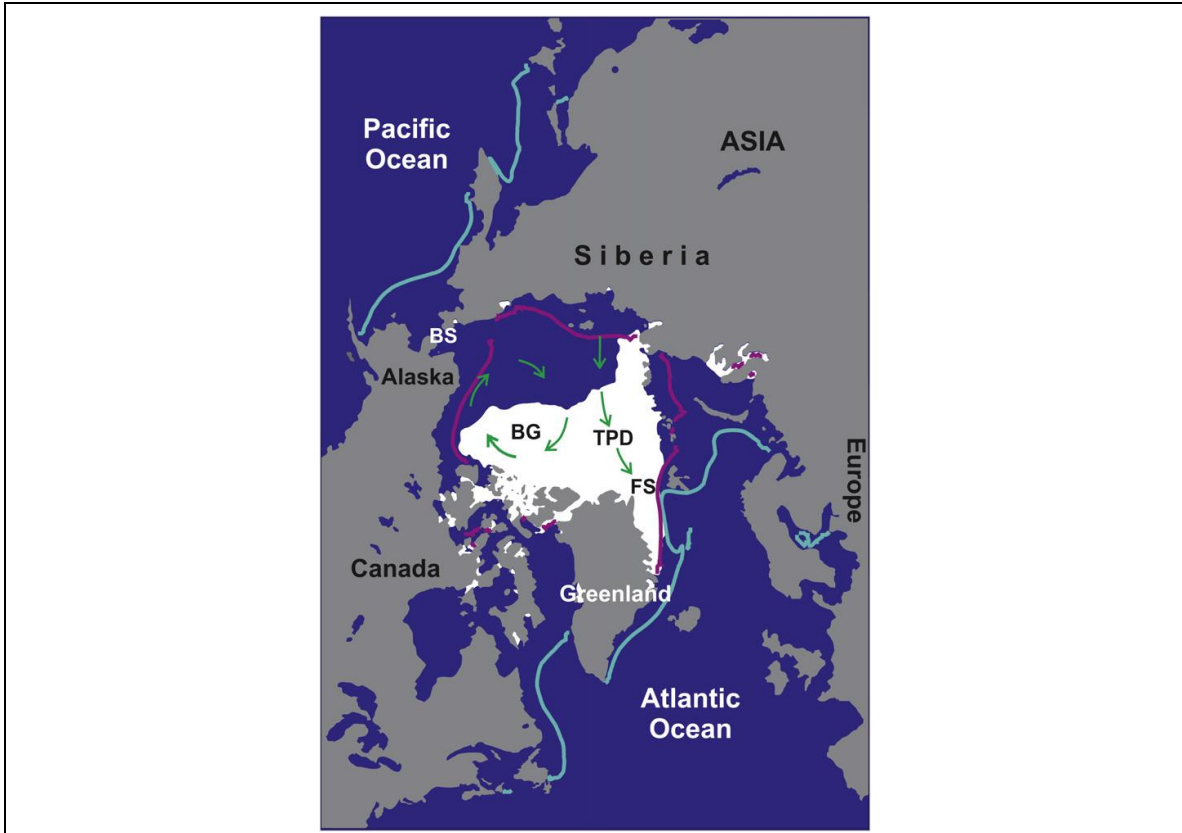 Pacific
Ocean
ASIA
Siberia
BS
Alaska
BG
TPD
FS
Europe
Canada
Greenland
Atlantic
Ocean